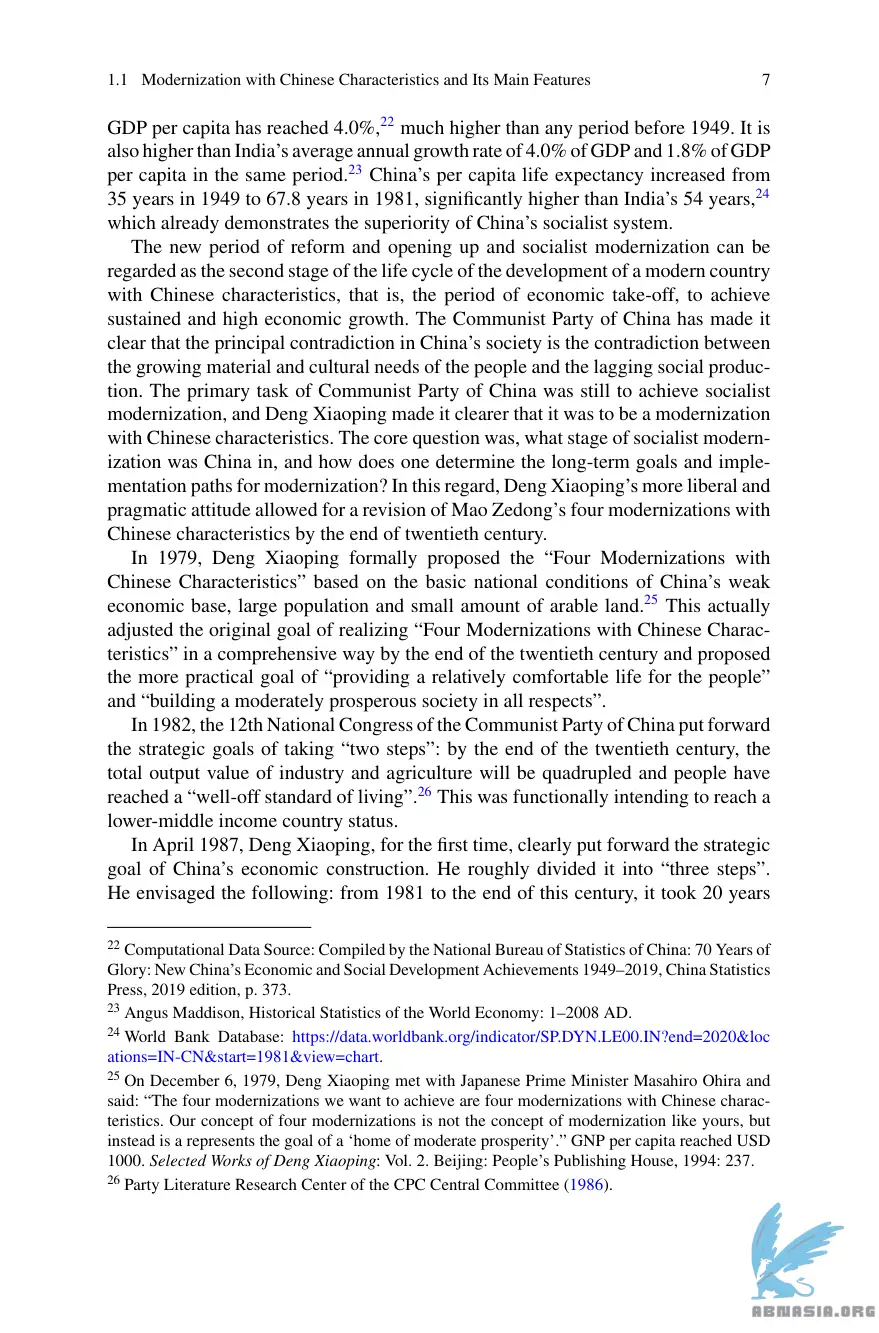 1.1 Modernization with Chinese Characteristics and Its Main Features 7
GDP per capita has reached 4.0%,22 much higher than any period before 1949. It is
also higher than India's average annual growth rate of 4.0% of GDP and 1.8% of GDP
per capita in the same period.23 China's per capita life expectancy increased from
35 years in 1949 to 67.8 years in 1981, significantly higher than India's 54 years,24
which already demonstrates the superiority of China's socialist system.
The new period of reform and opening up and socialist modernization can be
regarded as the second stage of the life cycle of the development of a modern country
with Chinese characteristics, that is, the period of economic take-off, to achieve
sustained and high economic growth. The Communist Party of China has made it
clear that the principal contradiction in China's society is the contradiction between
the growing material and cultural needs of the people and the lagging social produc-
tion. The primary task of Communist Party of China was still to achieve socialist
modernization, and Deng Xiaoping made it clearer that it was to be a modernization
with Chinese characteristics. The core question was, what stage of socialist modern-
ization was China in, and how does one determine the long-term goals and imple-
mentation paths for modernization? In this regard, Deng Xiaoping's more liberal and
pragmatic attitude allowed for a revision of Mao Zedong's four modernizations with
Chinese characteristics by the end of twentieth century.
In 1979, Deng Xiaoping formally proposed the “Four Modernizations with
Chinese Characteristics” based on the basic national conditions of China's weak
economic base, large population and small amount of arable land.25 This actually
adjusted the original goal of realizing “Four Modernizations with Chinese Charac-
teristics” in a comprehensive way by the end of the twentieth century and proposed
the more practical goal of “providing a relatively comfortable life for the people”
and “building a moderately prosperous society in all respects”.
In 1982, the 12th National Congress of the Communist Party of China put forward
the strategic goals of taking “two steps”: by the end of the twentieth century, the
total output value of industry and agriculture will be quadrupled and people have
reached a “well-off standard of living”.26 This was functionally intending to reach a
lower-middle income country status.
In April 1987, Deng Xiaoping, for the first time, clearly put forward the strategic
goal of China's economic construction. He roughly divided it into “three steps”.
He envisaged the following: from 1981 to the end of this century, it took 20 years
22 Computational Data Source: Compiled by the National Bureau of Statistics of China: 70 Years of
Glory: New China's Economic and Social Development Achievements 1949–2019, China Statistics
Press, 2019 edition, p. 373.
23 Angus Maddison, Historical Statistics of the World Economy: 1–2008 AD.
24 World Bank Database: https://data.worldbank.org/indicator/SP.DYN.LE00.IN?end=2020&loc
ations=IN-CN&start=1981&view=chart.
25 On December 6, 1979, Deng Xiaoping met with Japanese Prime Minister Masahiro Ohira and
said: “The four modernizations we want to achieve are four modernizations with Chinese charac-
teristics. Our concept of four modernizations is not the concept of modernization like yours, but
instead is a represents the goal of a ‘home of moderate prosperity’.” GNP per capita reached USD
1000. Selected Works of Deng Xiaoping: Vol. 2. Beijing: People's Publishing House, 1994: 237.
26 Party Literature Research Center of the CPC Central Committee (1986).
ABNASIA.ORG